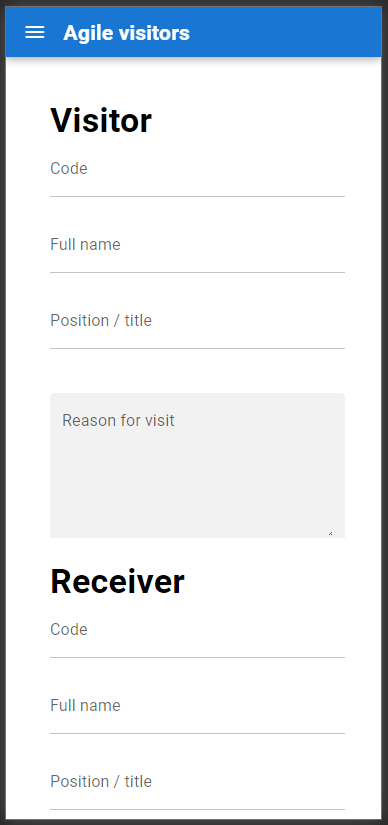 Agile visitors
Visitor
Code
Full name
Position / title
Reason for visit
Receiver
Code
Full name
Position / title